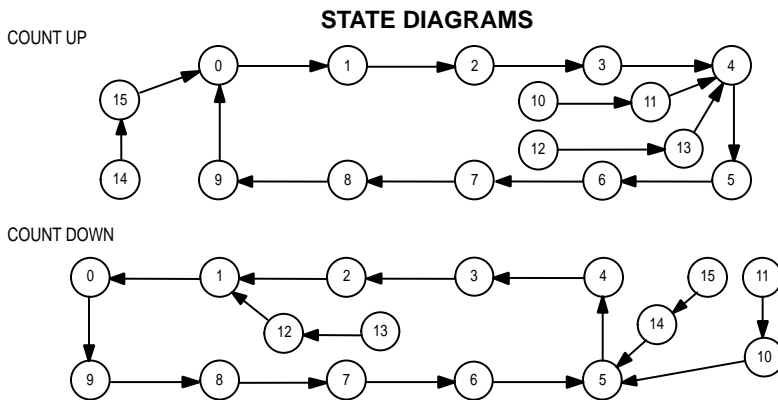 STATE DIAGRAMS
COUNT UP
0 1 2 3 4
15 10 11
12 13
14 9 8 7 6 5
COUNT DOWN
0 1 2 3 4 15 11
12 13 14
10
9 8 7 6 5